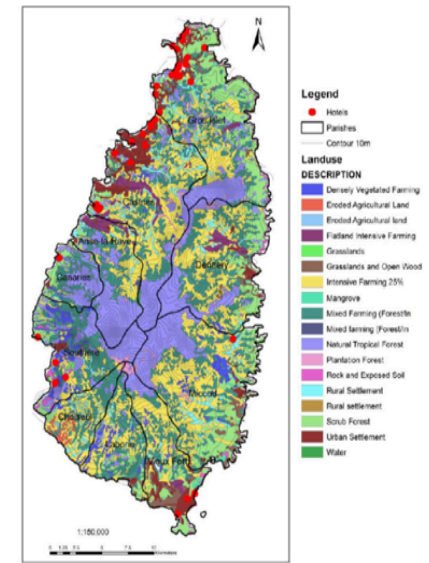 N
Gros Islet
Castries
Anse-la-Raye
Dennery
Canaries
Soufriere
Micoud
Choiseul
Laborie
Vieux Fort
1:150,000
Legend
Hotels
Parishes
Contour 10m
Landuse
DESCRIPTION
Densely Vegetated Farming
Eroded Agricultural Land
Eroded Agricultural land
Flatland Intensive Farming
Grasslands
Grasslands and Open Wood
Intensive Farming 25%
Mangrove
Mixed Farming (Forest/In
Mixed farming (Forest/In
Natural Tropical Forest
Plantation Forest
Rock and Exposed Soil
Rural Settlement
Rural settlement
Scrub Forest
Urban Settlement
Water